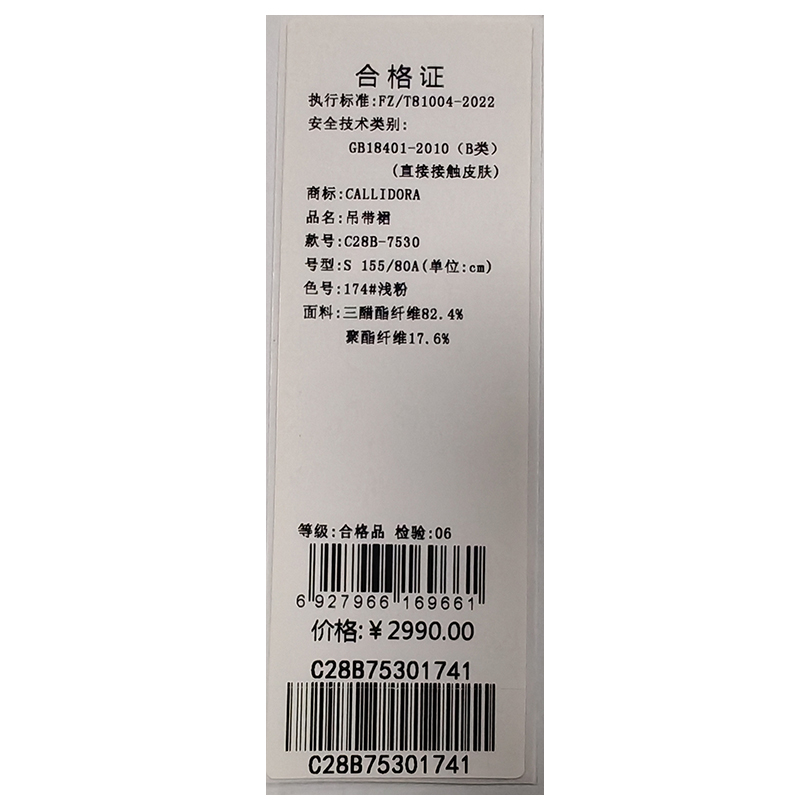 合格证
执行标准:FZ/T81004-2022
安全技术类别:
GB18401-2010（B类）
(直接接触皮肤)
商标:CALLIDORA
品名:吊带裙
款号:C28B-7530
号型:S 155/80A(单位:cm)
色号:174#浅粉
面料:三醋酯纤维82.4%
聚酯纤维17.6%
等级:合格品 检验:06
6 927966 169661
价格:￥2990.00
C28B75301741
C28B75301741